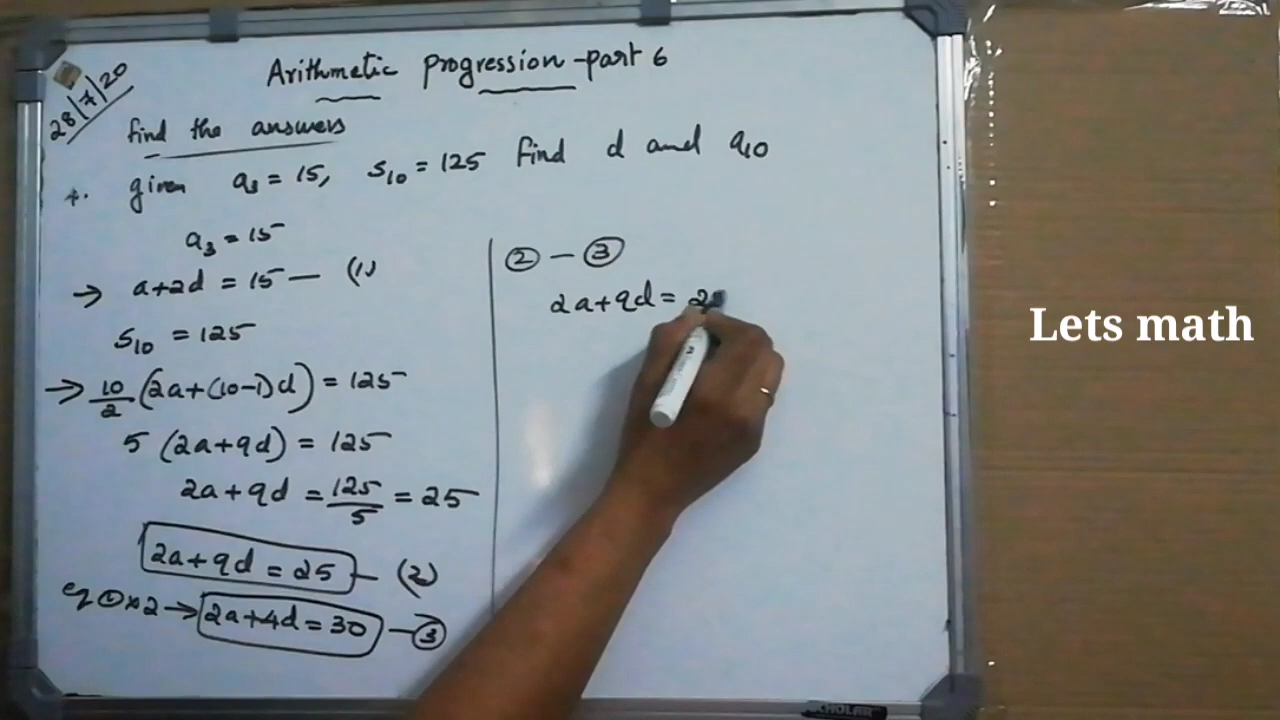 28/7/20
Arithmetic Progression-part 6
find the answers
*. given a₃ = 15, S₁₀ = 125 find d and a₁₀
a₃ = 15
→ a+2d = 15 — (1)
S₁₀ = 125
→ 10/2 (2a+(10-1)d) = 125
5 (2a+9d) = 125
2a+9d = 125/5 = 25
2a+9d = 25 — (2)
eq ① x2 → 2a+4d = 30 — ③
② — ③
2a+9d = 2
Lets math
SCHOLAR